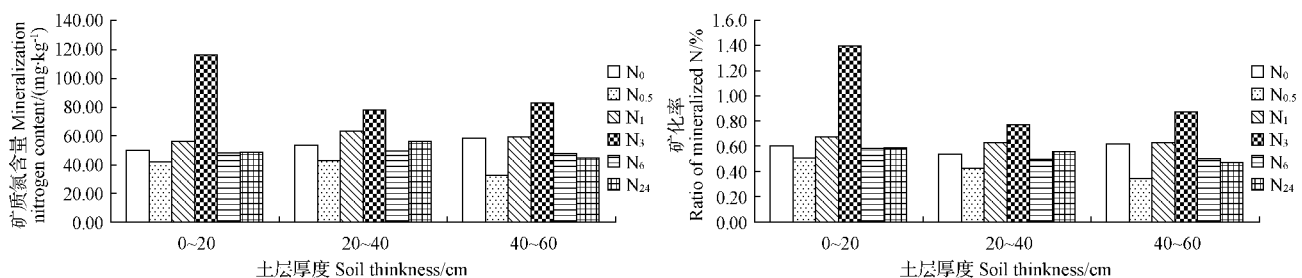 矿质氮含量 Mineralization
nitrogen content/(mg·kg⁻¹)
140.00
120.00
100.00
80.00
60.00
40.00
20.00
0.00
0~20
20~40
40~60
土层厚度 Soil thinkness/cm
N₀
N₀.₅
N₁
N₃
N₆
N₂₄
矿化率
Ratio of mineralized N/%
1.6.0
1.40
1.20
1.00
0.80
0.60
0.40
0.20
0.00
0~20
20~40
40~60
土层厚度 Soil thinkness/cm
N₀
N₀.₅
N₁
N₃
N₆
N₂₄